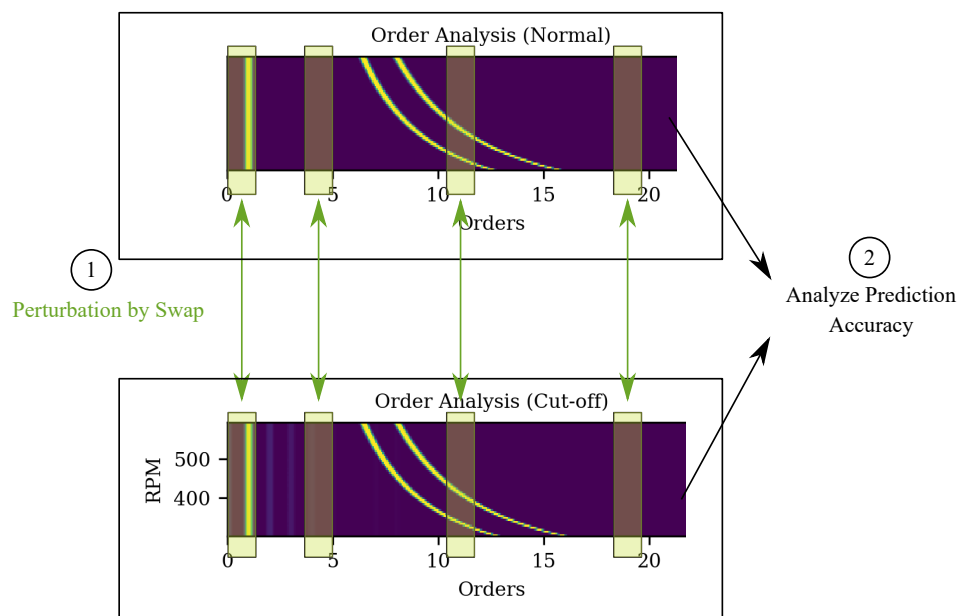 Order Analysis (Normal)
0 5 10 15 20
Orders
1
Perturbation by Swap
2
Analyze Prediction
Accuracy
Order Analysis (Cut-off)
RPM
500
400
0 5 10 15 20
Orders